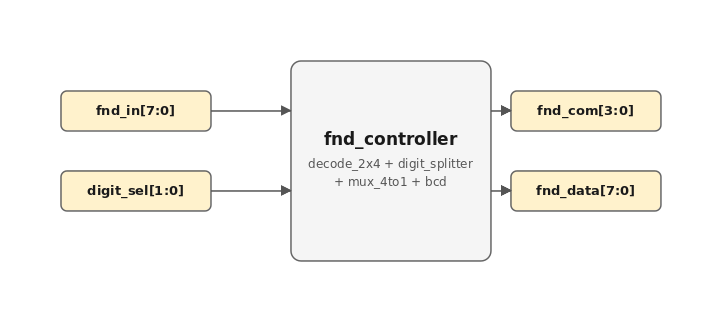 fnd_in[7:0]
digit_sel[1:0]
fnd_controller
decode_2x4 + digit_splitter
+ mux_4to1 + bcd
fnd_com[3:0]
fnd_data[7:0]